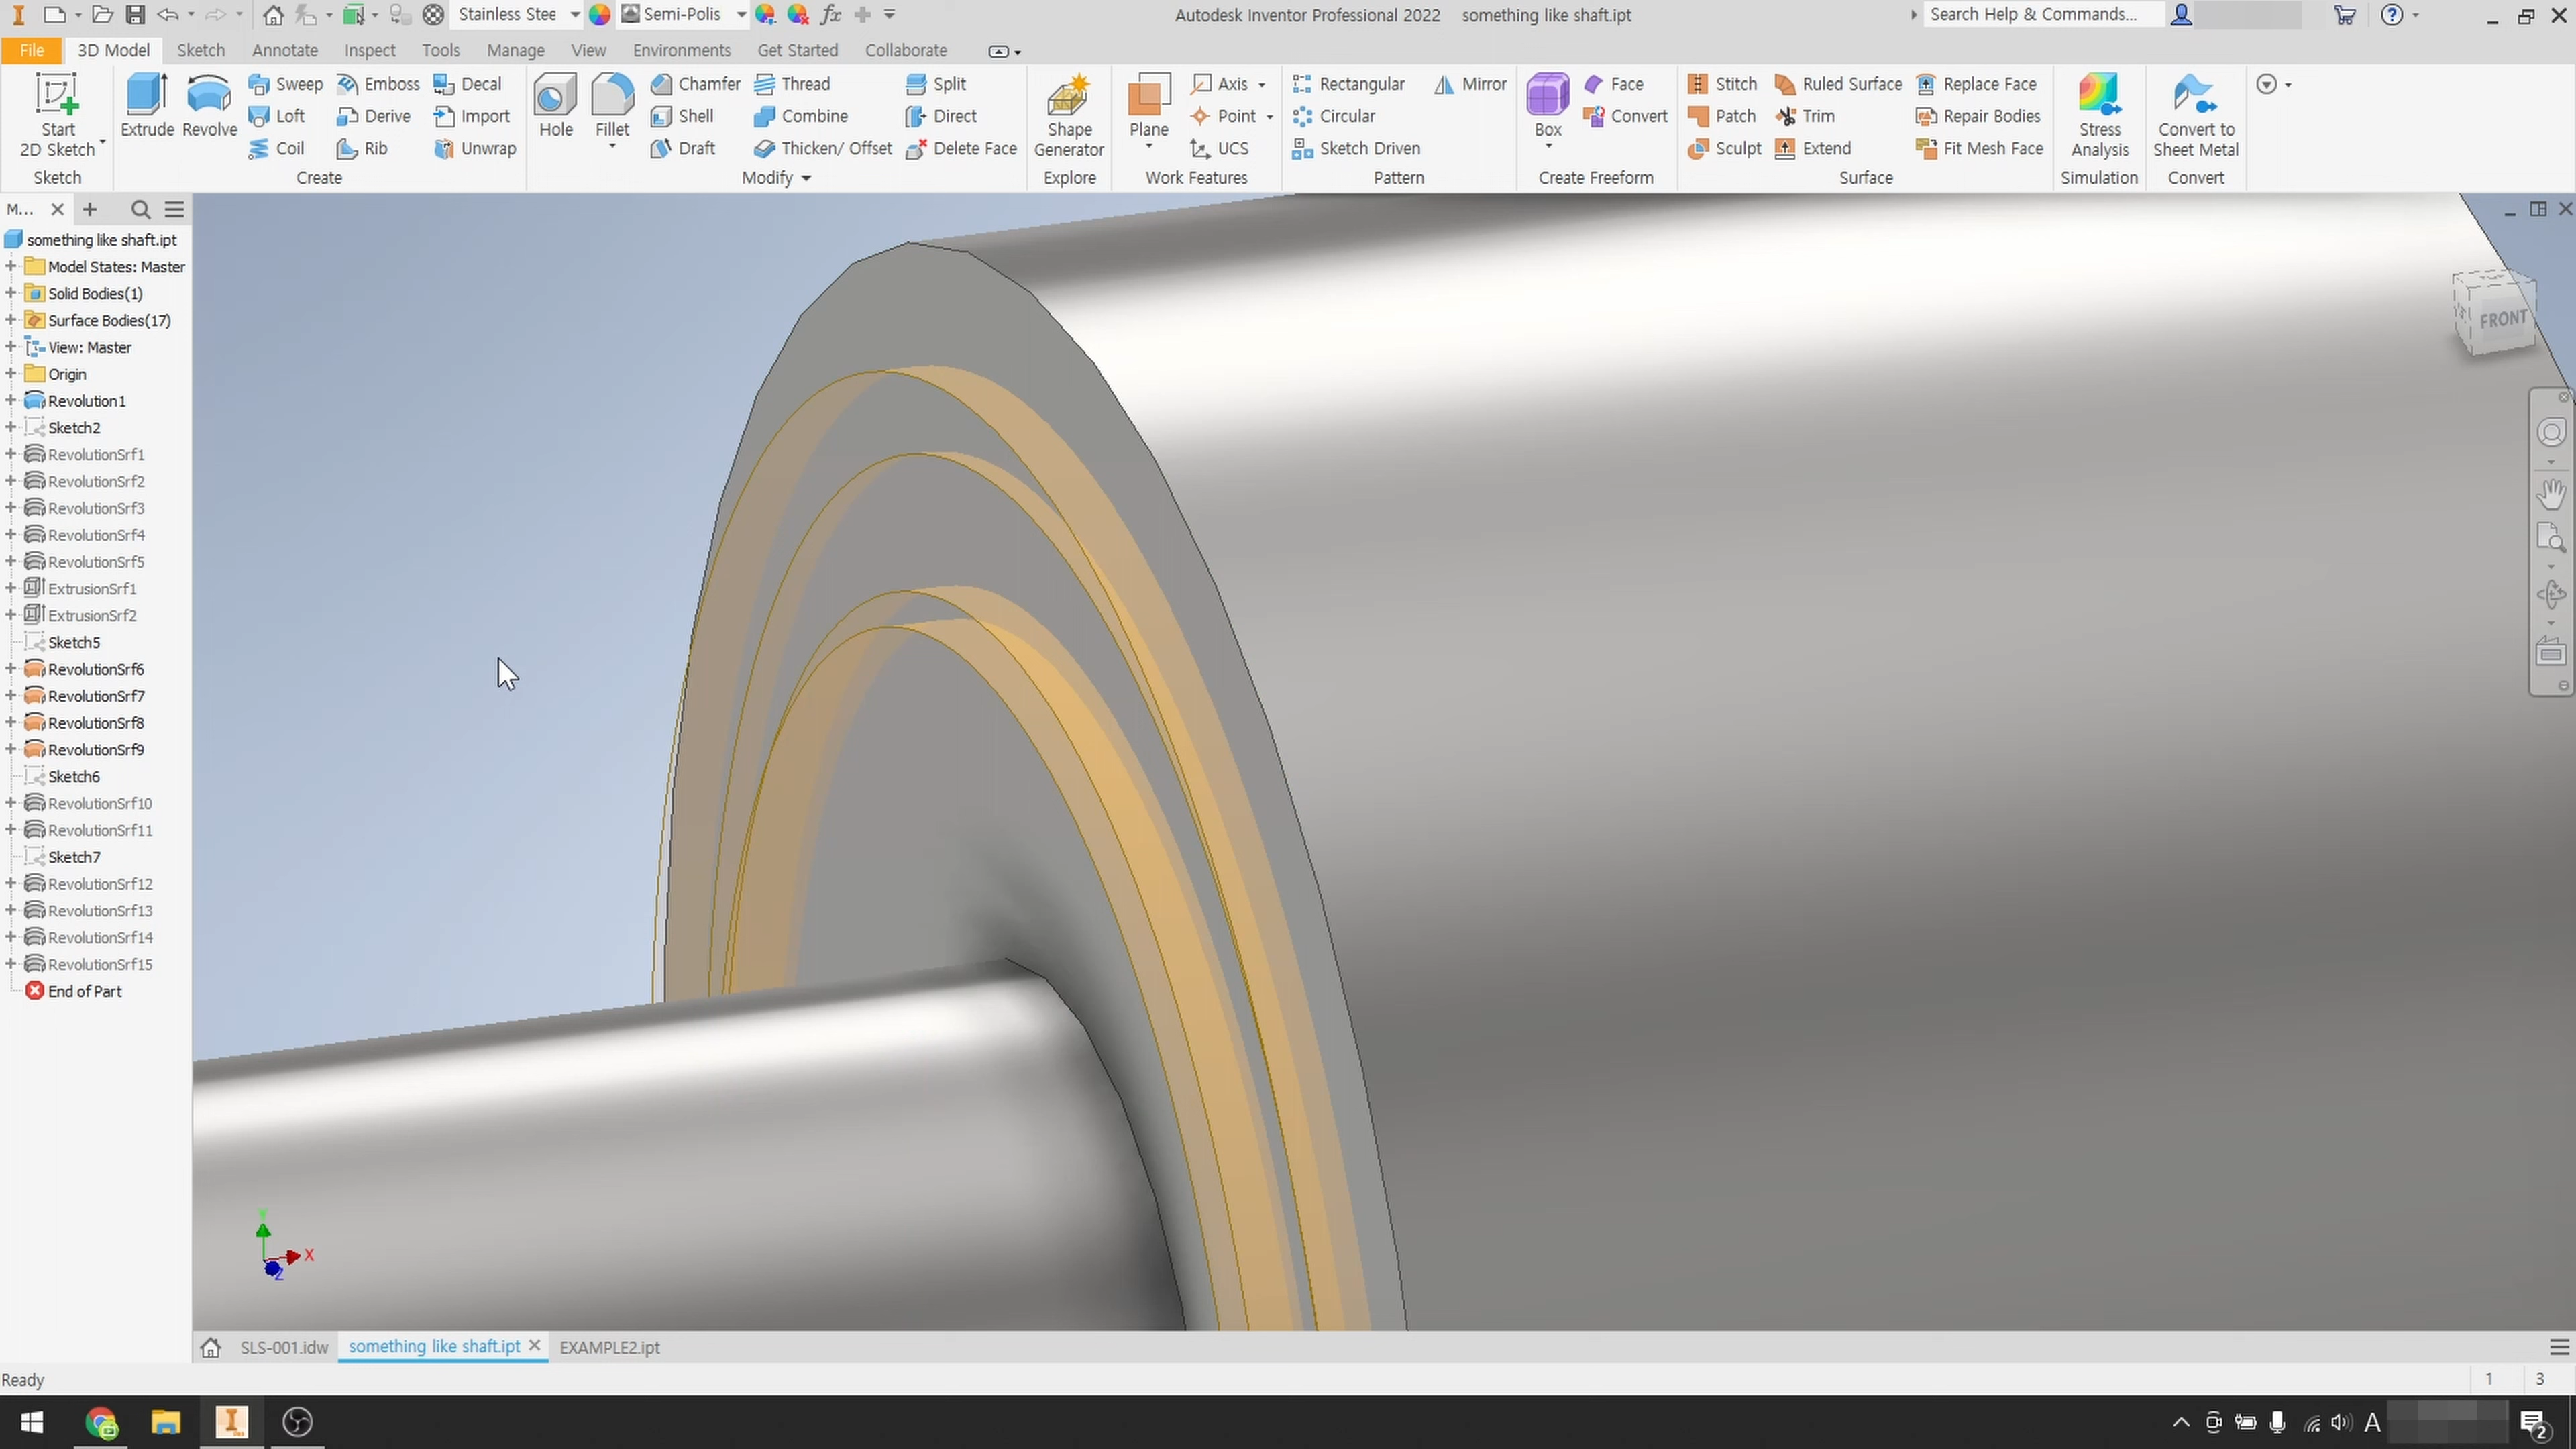 Stainless Stee
Semi-Polis
fx
Autodesk Inventor Professional 2022 something like shaft.ipt
Search Help & Commands...
File 3D Model Sketch Annotate Inspect Tools Manage View Environments Get Started Collaborate
Start
2D Sketch
Sketch
Extrude
Revolve
Sweep
Loft
Coil
Emboss
Derive
Rib
Decal
Import
Unwrap
Create
Hole
Fillet
Chamfer
Shell
Draft
Thread
Combine
Thicken/ Offset
Split
Direct
Delete Face
Modify
Shape
Generator
Explore
Plane
Axis
Point
UCS
Work Features
Rectangular
Circular
Sketch Driven
Mirror
Pattern
Box
Face
Convert
Create Freeform
Stitch
Patch
Sculpt
Ruled Surface
Trim
Extend
Replace Face
Repair Bodies
Fit Mesh Face
Surface
Stress
Analysis
Simulation
Convert to
Sheet Metal
Convert
M...
something like shaft.ipt
Model States: Master
Solid Bodies(1)
Surface Bodies(17)
View: Master
Origin
Revolution1
Sketch2
RevolutionSrf1
RevolutionSrf2
RevolutionSrf3
RevolutionSrf4
RevolutionSrf5
ExtrusionSrf1
ExtrusionSrf2
Sketch5
RevolutionSrf6
RevolutionSrf7
RevolutionSrf8
RevolutionSrf9
Sketch6
RevolutionSrf10
RevolutionSrf11
Sketch7
RevolutionSrf12
RevolutionSrf13
RevolutionSrf14
RevolutionSrf15
End of Part
FRONT
Y
X
Z
SLS-001.idw something like shaft.ipt EXAMPLE2.ipt
Ready
1 3
A
2